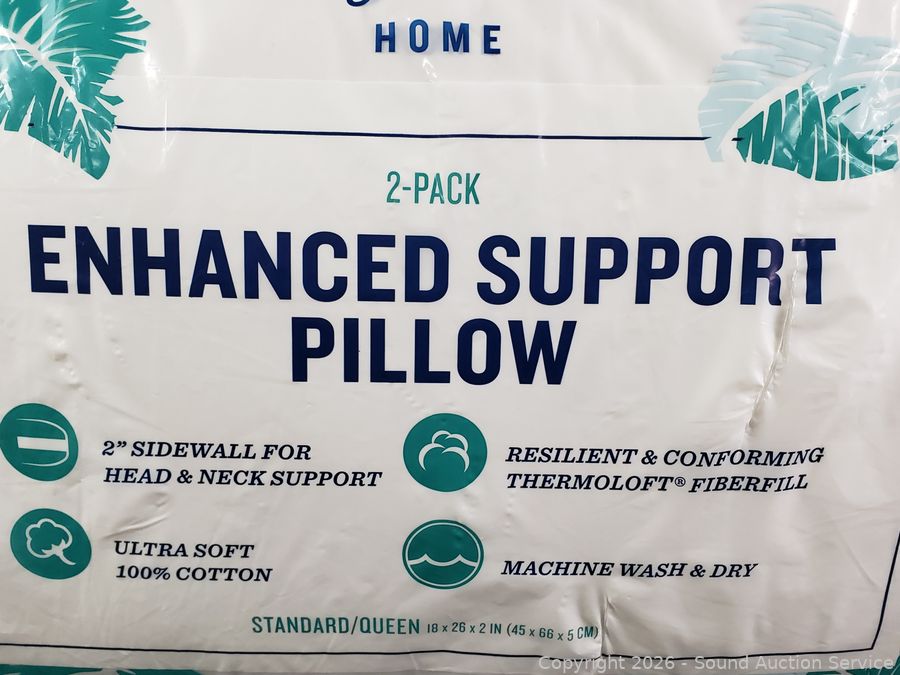 HOME
2-PACK
ENHANCED SUPPORT
PILLOW
2” SIDEWALL FOR
HEAD & NECK SUPPORT
RESILIENT & CONFORMING
THERMOLOFT® FIBERFILL
ULTRA SOFT
100% COTTON
MACHINE WASH & DRY
STANDARD/QUEEN 18 x 26 x 2 IN (45 x 66 x 5 CM)
Copyright 2026 - Sound Auction Service